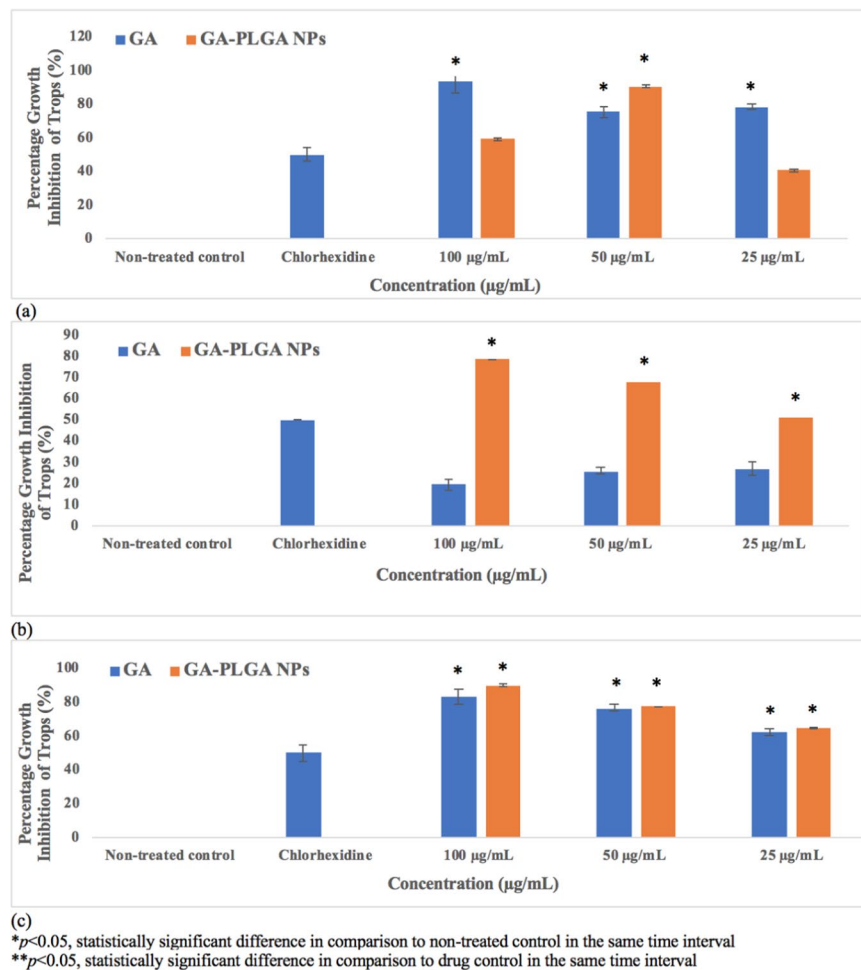 GA GA-PLGA NPs
Percentage Growth
Inhibition of Trops (%)
120
100
80
60
40
20
0
* * * *
Non-treated control Chlorhexidine 100 µg/mL 50 µg/mL 25 µg/mL
Concentration (µg/mL)
(a)
GA GA-PLGA NPs
Percentage Growth Inhibition
of Trops (%)
90
80
70
60
50
40
30
20
10
0
* * *
Non-treated control Chlorhexidine 100 µg/mL 50 µg/mL 25 µg/mL
Concentration (µg/mL)
(b)
GA GA-PLGA NPs
Percentage Growth
Inhibition of Trops (%)
100
80
60
40
20
0
* * * * * *
Non-treated control Chlorhexidine 100 µg/mL 50 µg/mL 25 µg/mL
Concentration (µg/mL)
(c)
*p<0.05, statistically significant difference in comparison to non-treated control in the same time interval
**p<0.05, statistically significant difference in comparison to drug control in the same time interval